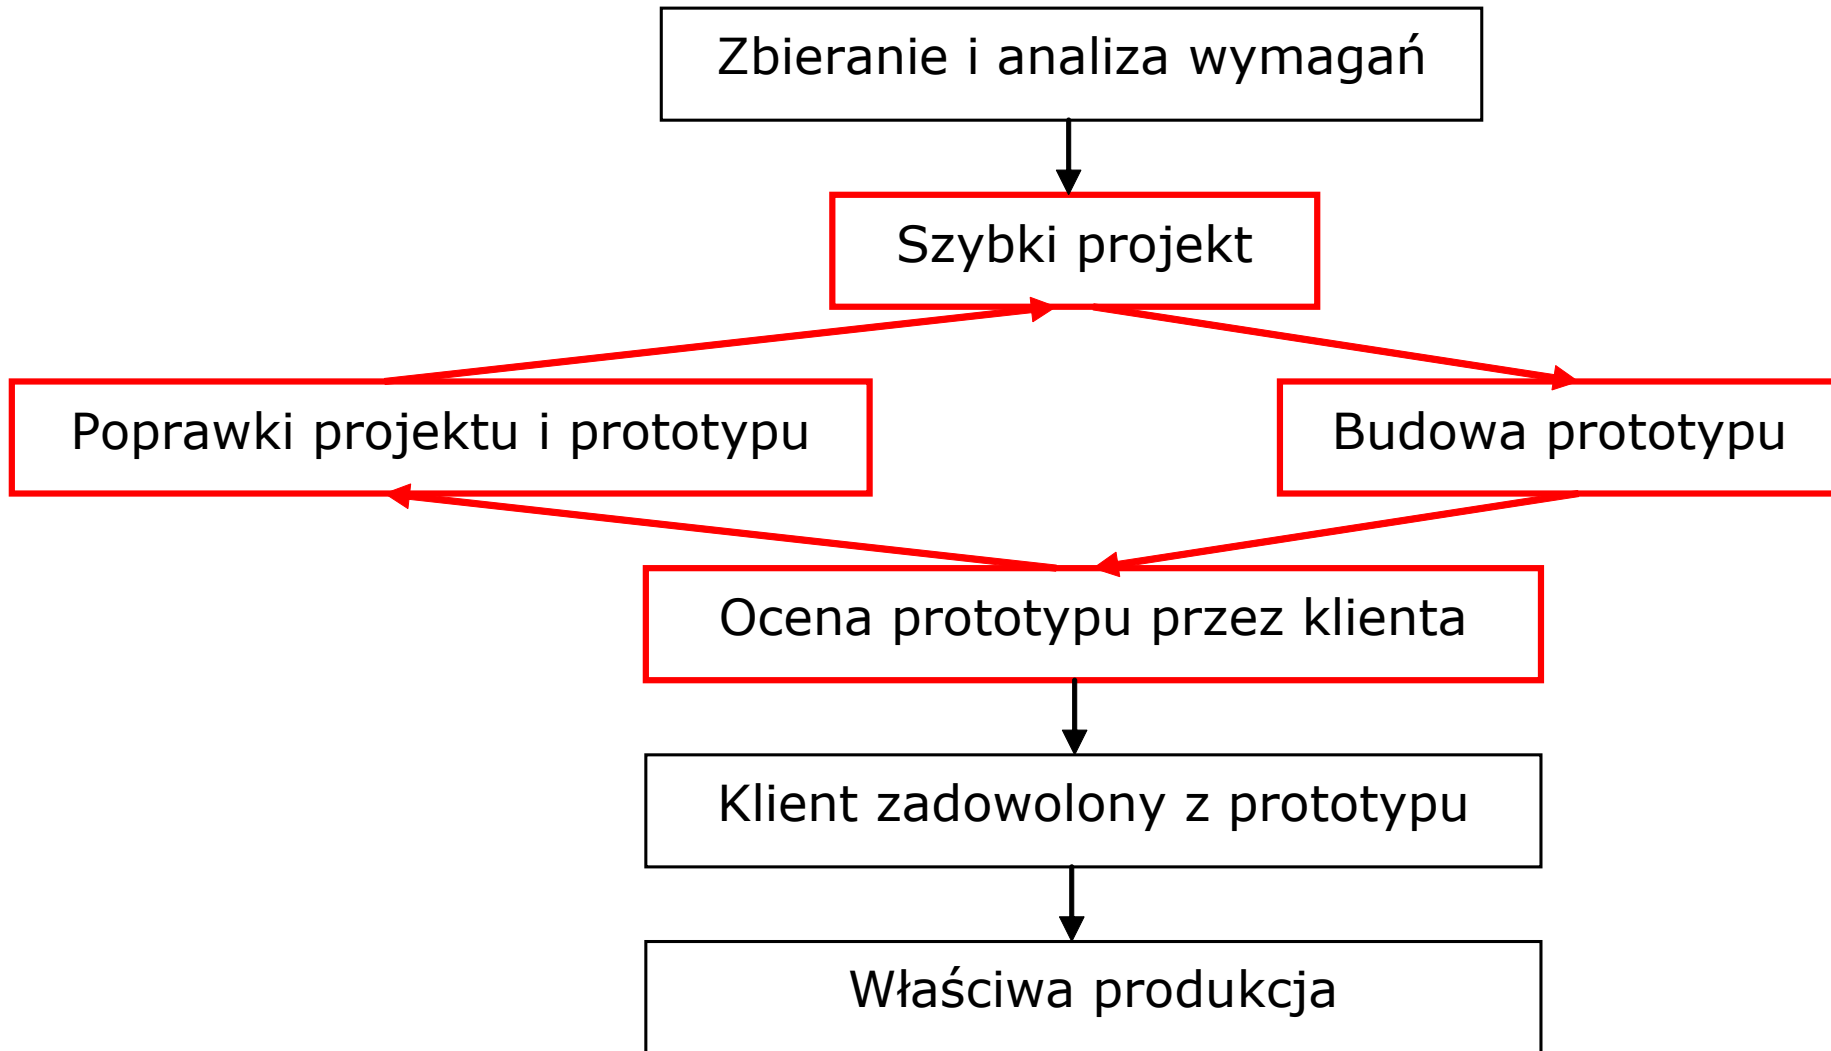 Zbieranie i analiza wymagań
Szybki projekt
Poprawki projektu i prototypu
Budowa prototypu
Ocena prototypu przez klienta
Klient zadowolony z prototypu
Właściwa produkcja